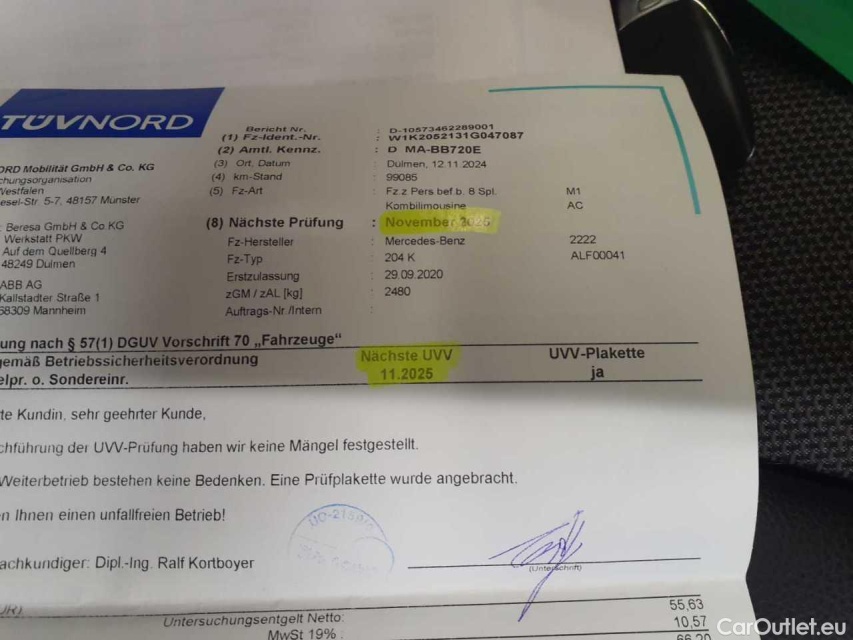 TÜVNORD
Bericht Nr. : D-10573462289001
(1) Fz-Ident.-Nr. : W1K2052131G047087
(2) Amtl. Kennz. : D MA-BB720E
(3) Ort, Datum : Dülmen, 12.11.2024
(4) km-Stand : 99085
(5) Fz-Art : Fz.z.Pers.bef.b. 8 Spl. M1
Kombilimousine AC
(8) Nächste Prüfung : November 2025
Fz-Hersteller : Mercedes-Benz 2222
Fz-Typ : 204 K ALF00041
Erstzulassung : 29.09.2020
zGM / zAL [kg] : 2480
Auftrags-Nr./Intern :
ORD Mobilität GmbH & Co. KG
chungsorganisation
Westfalen
esel-Str. 5-7, 48157 Münster
Beresa GmbH & Co.KG
Werkstatt PKW
Auf dem Quellberg 4
48249 Dülmen
ABB AG
Kallstadter Straße 1
68309 Mannheim
ung nach § 57(1) DGUV Vorschrift 70 „Fahrzeuge“
gemäß Betriebssicherheitsverordnung Nächste UVV UVV-Plakette
elpr. o. Sondereinr. 11.2025 ja
te Kundin, sehr geehrter Kunde,
chführung der UVV-Prüfung haben wir keine Mängel festgestellt.
Weiterbetrieb bestehen keine Bedenken. Eine Prüfplakette wurde angebracht.
n Ihnen einen unfallfreien Betrieb!
achkundiger: Dipl.-Ing. Ralf Kortboyer
(Unterschrift)
UR)
Untersuchungsentgelt Netto: 55,63
MwSt 19% 10,57
66,20
CarOutlet.eu